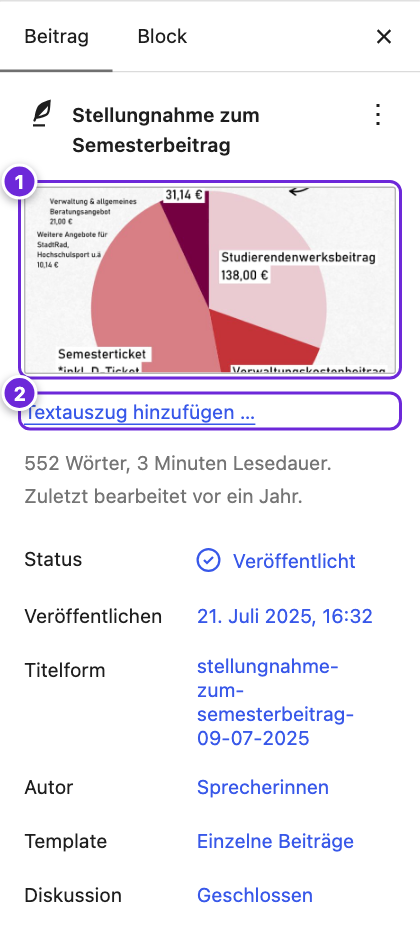 Beitrag Block
Stellungnahme zum
Semesterbeitrag
1
31,14 €
Verwaltung & allgemeines
Beratungsangebot
21,00 €
Weitere Angebote für
StadtRad,
Hochschulsport u.ä
10,14 €
Studierendenwerksbeitrag
138,00 €
Semesterticket
*inkl. D-Ticket
Verwaltungskostenbeitrag
2
Textauszug hinzufügen ...
552 Wörter, 3 Minuten Lesedauer.
Zuletzt bearbeitet vor ein Jahr.
Status Veröffentlicht
Veröffentlichen 21. Juli 2025, 16:32
Titelform stellungnahme-
zum-
semesterbeitrag-
09-07-2025
Autor Sprecherinnen
Template Einzelne Beiträge
Diskussion Geschlossen